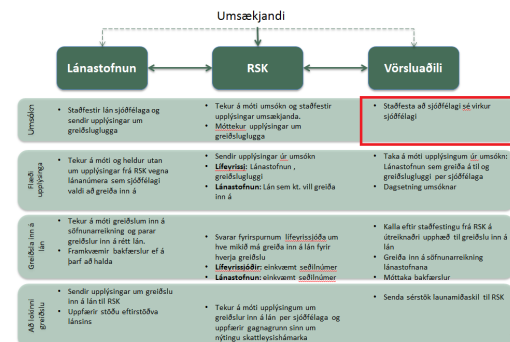 Umsækjandi
Lánastofnun
RSK
Vörsluaðili
Umsókn
• Staðfestir lán sjóðfélaga og
sendir upplýsingar um
greiðslugluggа
• Tekur á móti umsókn og staðfestir
upplýsingar umsækjanda.
• Móttekur upplýsingar um
greiðslugluggа
• Staðfesta að sjóðfélagi sé virkur
sjóðfélagi
Flæði
upplýsinga
• Tekur á móti og heldur utan
um upplýsingar frá RSK vegna
lánanúmera sem sjóðfélagi
valdi að greiða inn á
• Sendir upplýsingar úr umsókn
• Lífeyrissj: Lánastofnun ,
greiðslugluggi
• Lánastofnun: Lán sem kt. vill greiða
inn á
• Taka á móti upplýsingum úr umsókn:
Lánastofnun sem greiða á til og
greiðslugluggi per sjóðfélaga
• Dagsetning umsóknar
Greiðsla inn á
lán
• Tekur á móti greiðslum inn á
söfnunarreikning og parar
greiðslur inn á rétt lán.
• Framkvæmir bakfærslur ef á
þarf að halda
• Svarar fyrirspurnum lífeyrissjóða um
hve mikið má greiða inn á lán fyrir
hverja greiðslu
• Lífeyrissjóðir: einkvæmt seðilnúmer
• Lánastofnun: einkvæmt seðilnúmer
• Kalla eftir staðfestingu frá RSK á
útreiknaðri upphæð til greiðslu inn á
lán
• Greiða inn á söfnunarreikning
lánastofnana
• Móttaka bakfærslur
Að lokinni
greiðslu
• Sendir upplýsingar um greiðslu
inn á lán til RSK
• Uppfærir stöðu eftirstöðva
lánsins
• Tekur á móti upplýsingum um
greiðslur inn á lán per sjóðfélaga og
uppfærir gagnagrunn sinn um
nýtingu skattleysishámarka
• Senda sérstök launamiðaskil til RSK